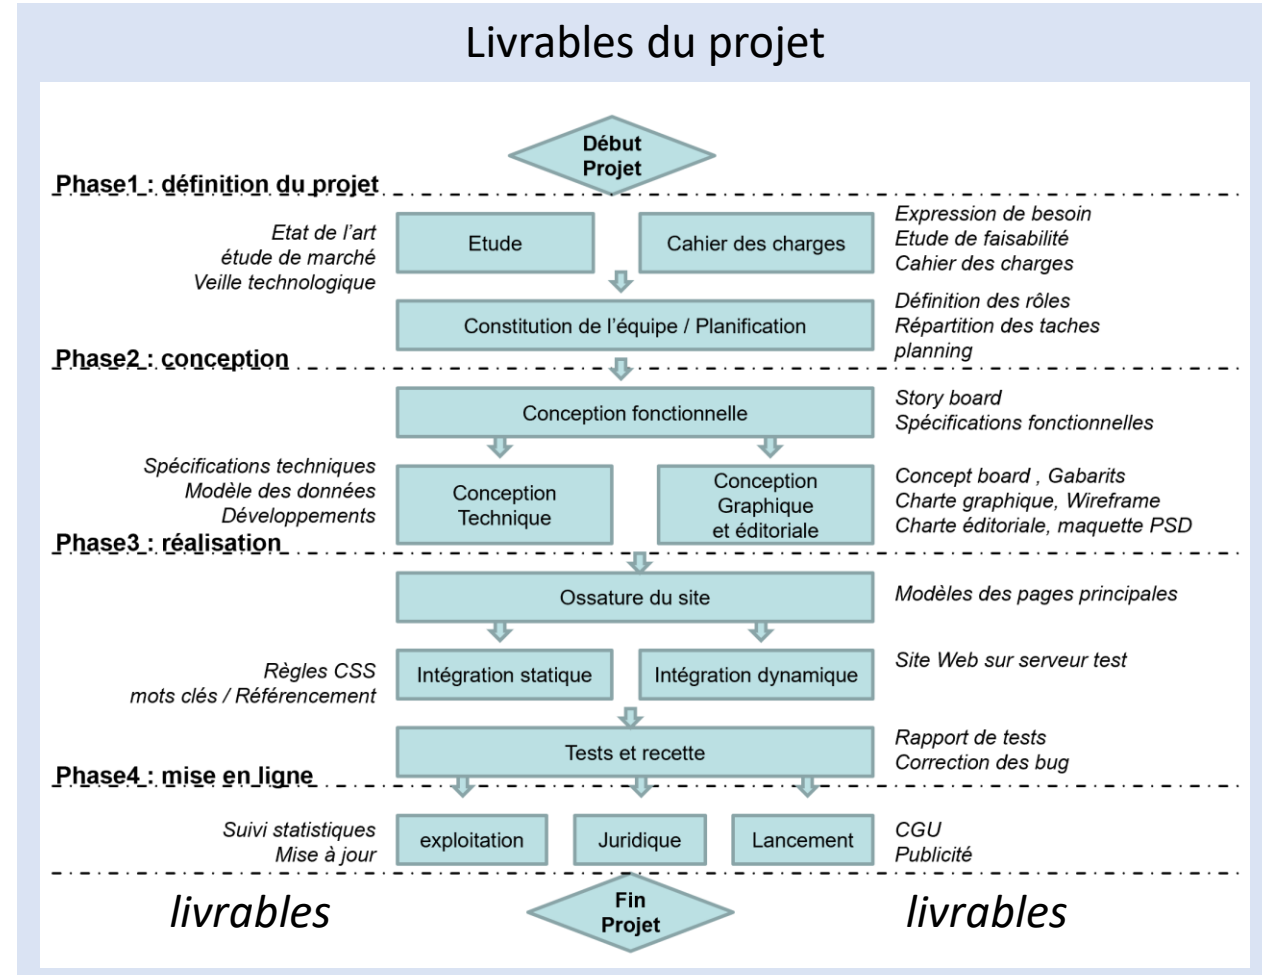 Livrables du projet
Début
Projet
Phase1 : définition du projet
Etat de l'art
étude de marché
Veille technologique
Etude
Cahier des charges
Expression de besoin
Etude de faisabilité
Cahier des charges
Constitution de l'équipe / Planification
Définition des rôles
Répartition des taches
planning
Phase2 : conception
Conception fonctionnelle
Story board
Spécifications fonctionnelles
Spécifications techniques
Modèle des données
Développements
Conception
Technique
Conception
Graphique
et éditoriale
Concept board , Gabarits
Charte graphique, Wireframe
Charte éditoriale, maquette PSD
Phase3 : réalisation
Ossature du site
Modèles des pages principales
Règles CSS
mots clés / Référencement
Intégration statique
Intégration dynamique
Site Web sur serveur test
Tests et recette
Rapport de tests
Correction des bug
Phase4 : mise en ligne
Suivi statistiques
Mise à jour
exploitation
Juridique
Lancement
CGU
Publicité
livrables
Fin
Projet
livrables